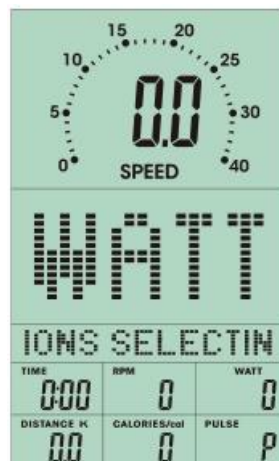 15 20
10 25
5 30
0.0
0 40
SPEED
WATT
IONS SELECTIN
TIME RPM WATT
0:00 0 0
DISTANCE K CALORIES/cal PULSE
0.0 0 P